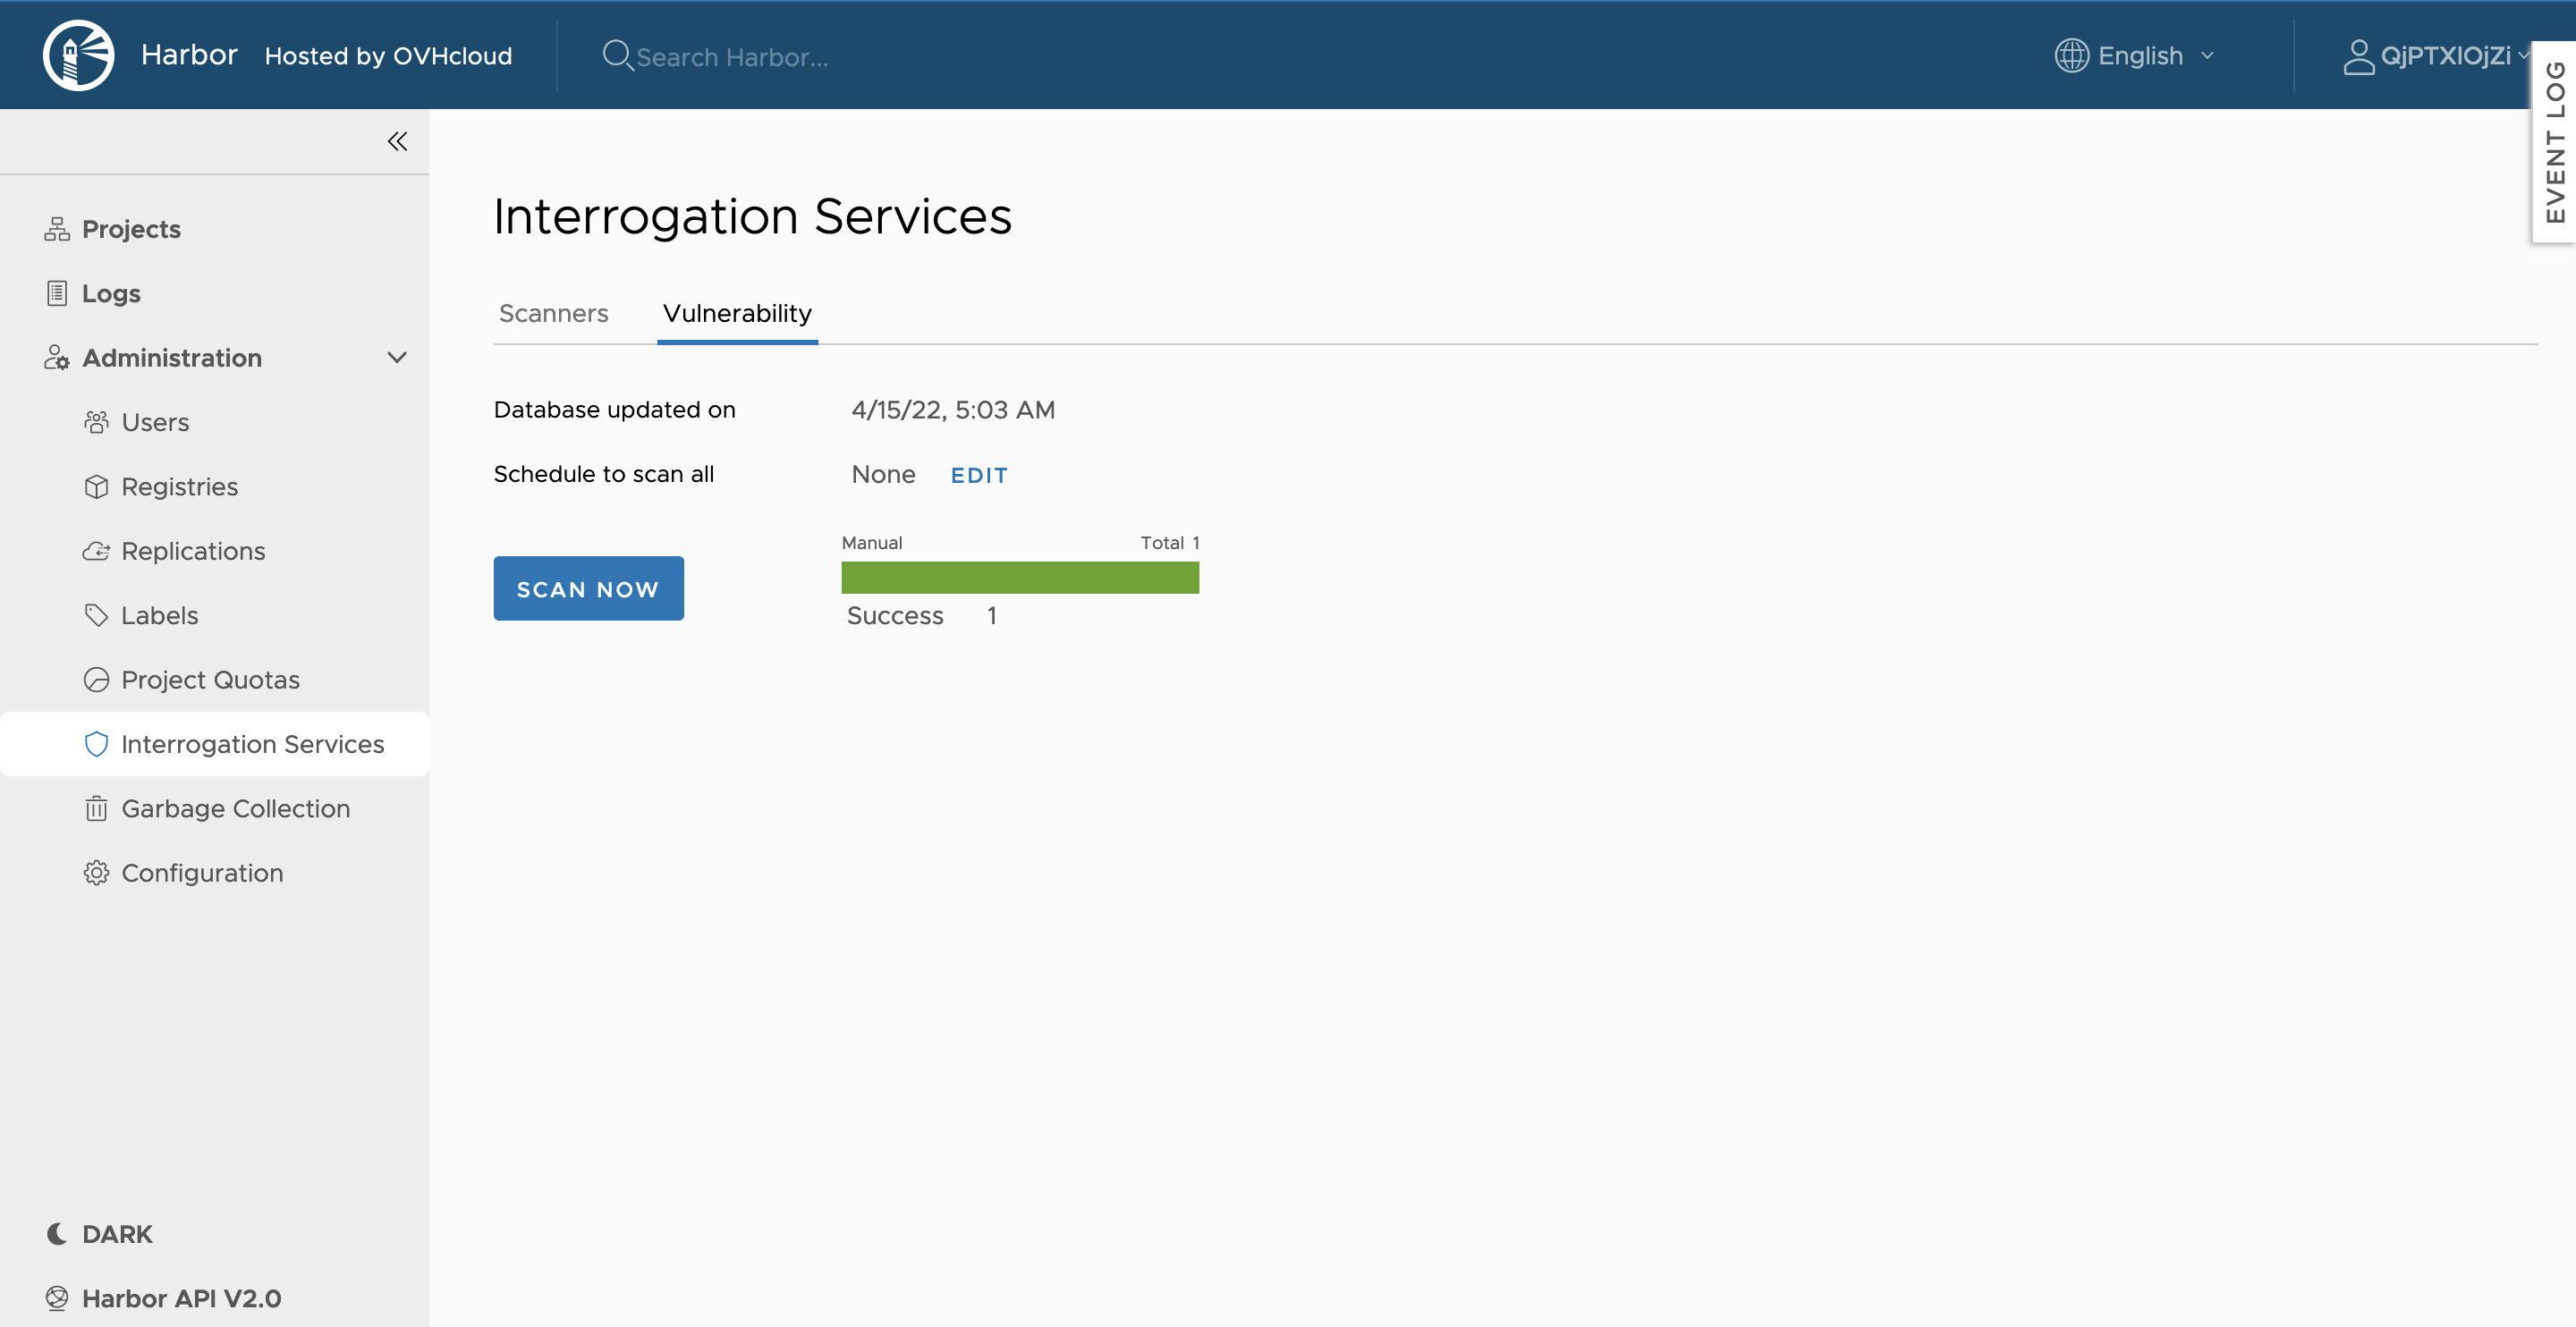 Harbor
Hosted by OVHcloud
Search Harbor...
English
QjPTXlOjZi
EVENT LOG
Projects
Logs
Administration
Users
Registries
Replications
Labels
Project Quotas
Interrogation Services
Garbage Collection
Configuration
DARK
Harbor API V2.0
Interrogation Services
Scanners
Vulnerability
Database updated on 4/15/22, 5:03 AM
Schedule to scan all None EDIT
SCAN NOW
Manual Total 1
Success 1